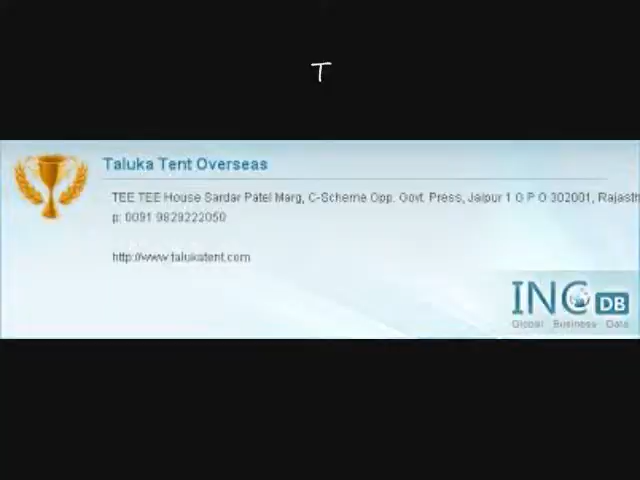 T
Taluka Tent Overseas
TEE TEE House Sardar Patel Marg, C-Scheme Opp. Govt. Press, Jaipur 1 G P O 302001, Rajasth
p: 0091 9829222050
http://www.talukatent.com
INC DB
Global Business Data